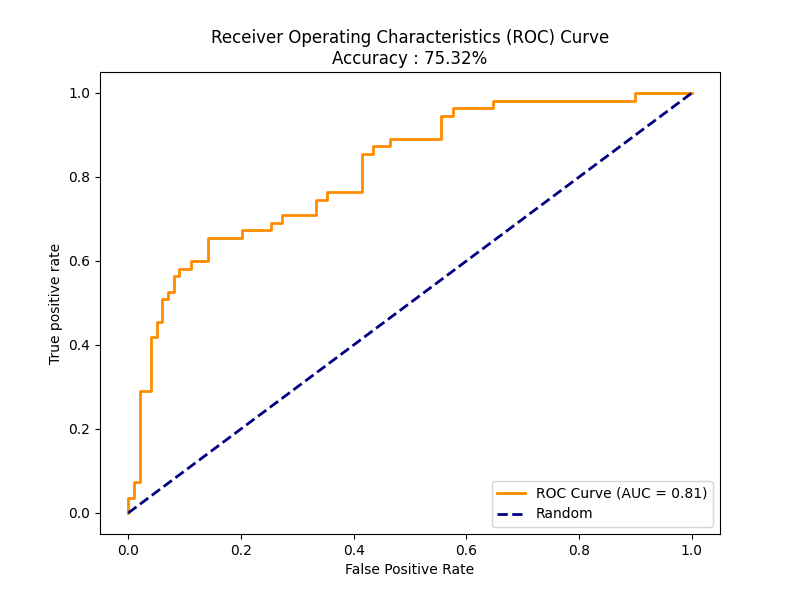 Receiver Operating Characteristics (ROC) Curve
Accuracy : 75.32%
1.0
0.8
0.6
0.4
0.2
0.0
True positive rate
ROC Curve (AUC = 0.81)
Random
0.0 0.2 0.4 0.6 0.8 1.0
False Positive Rate